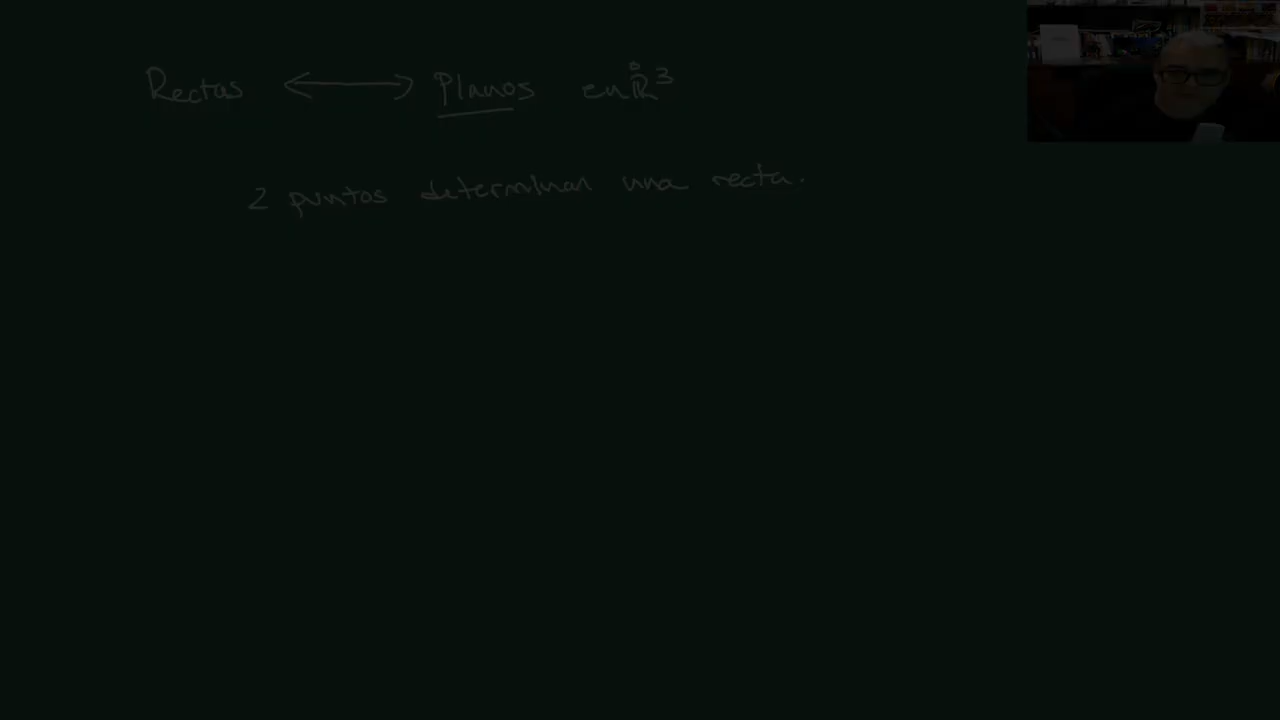 Rectas ⟷ Planos en ℝ³
2 puntos determinan una recta.